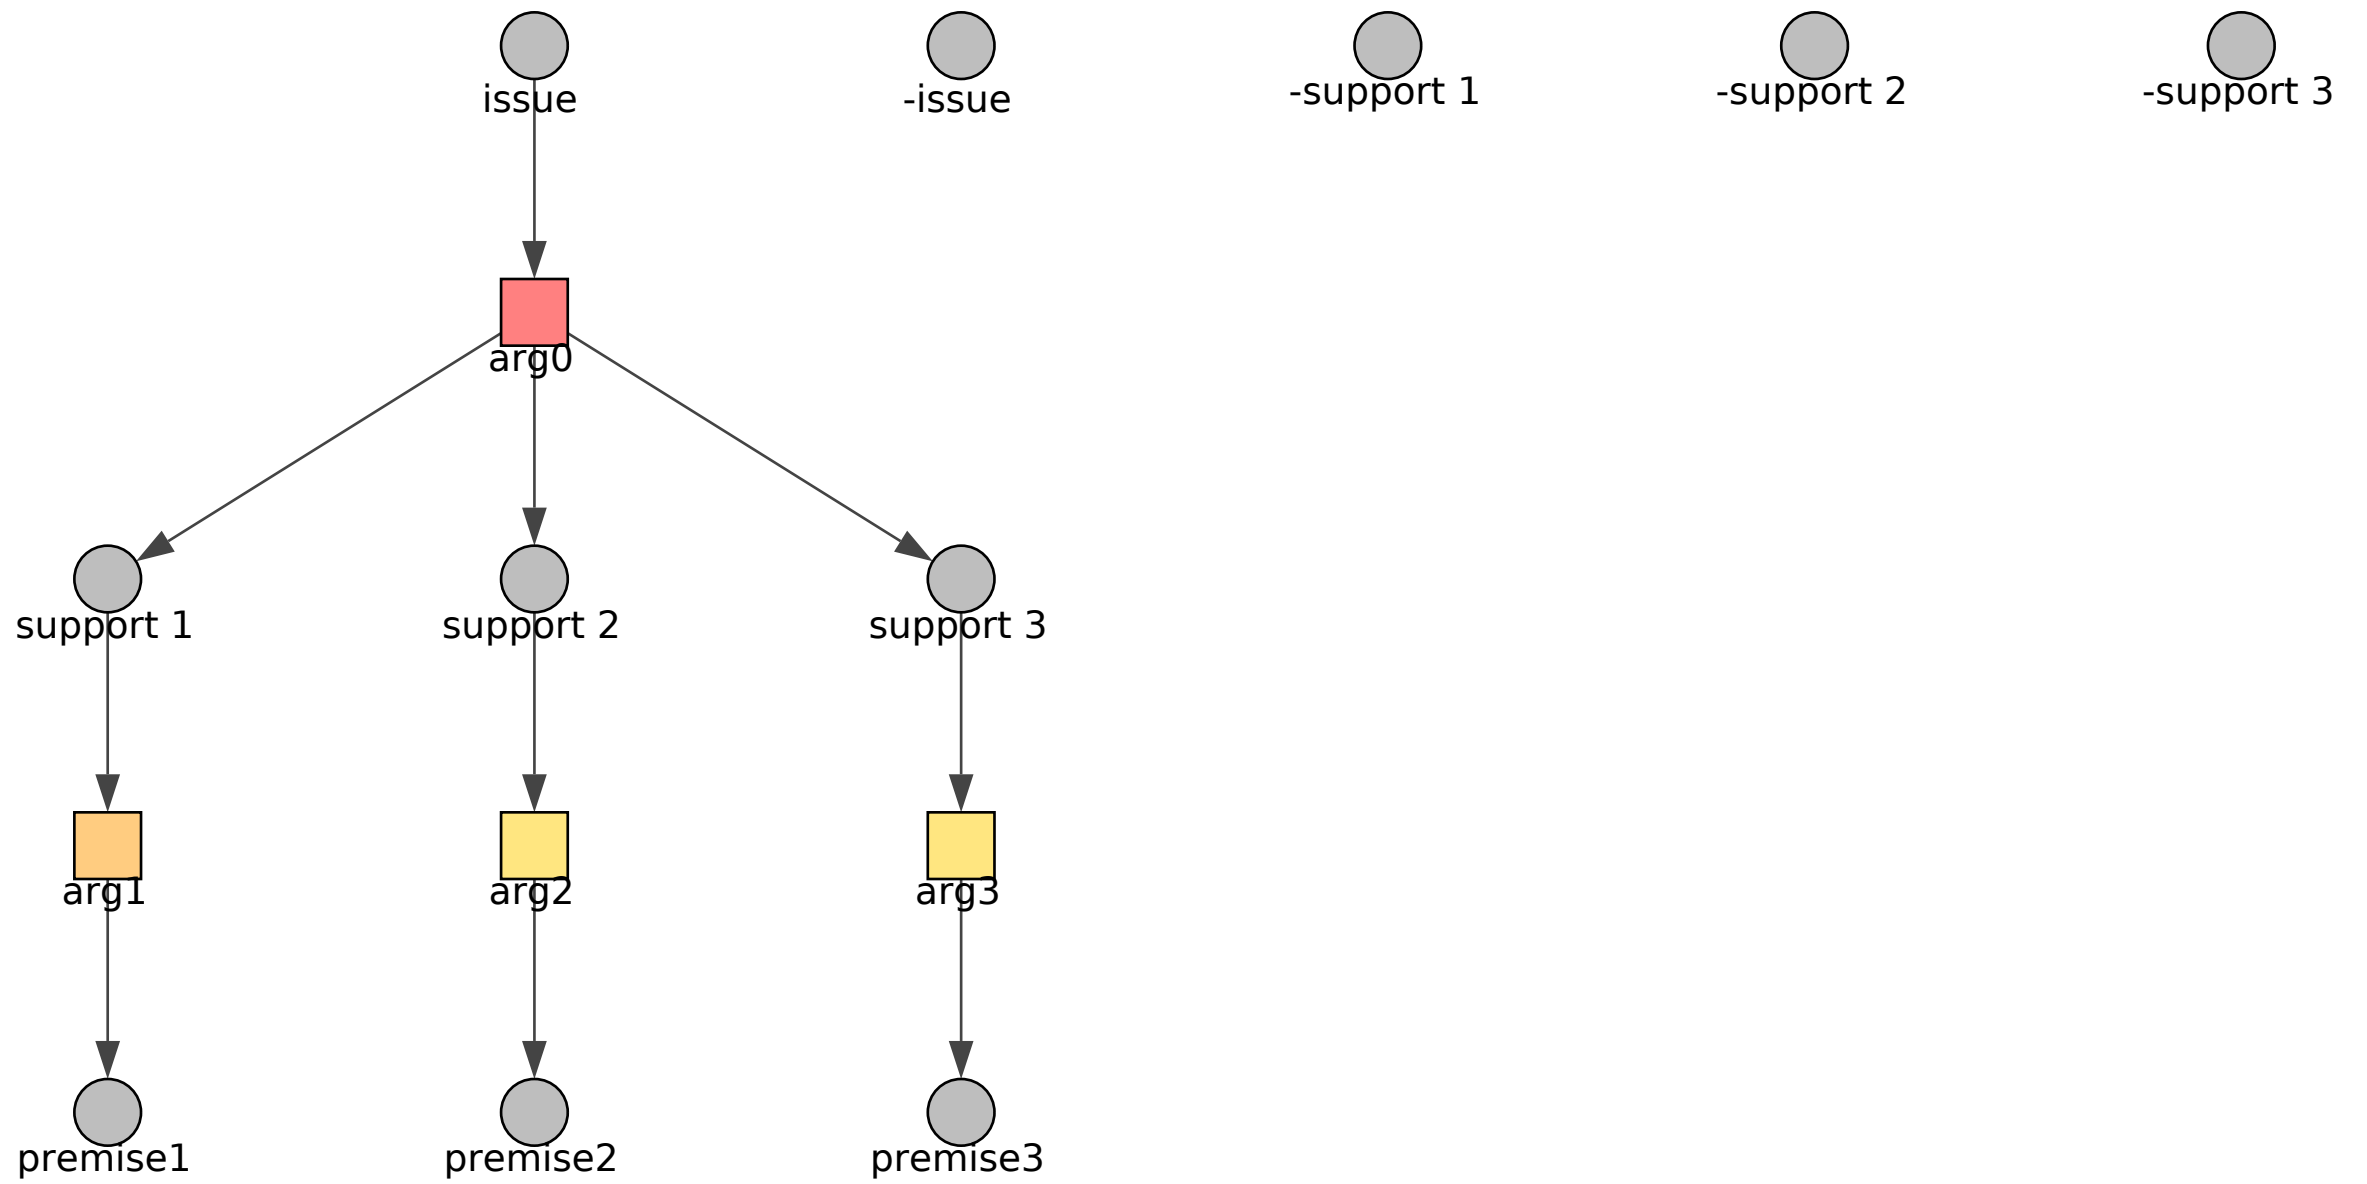 issue
-issue
-support 1
-support 2
-support 3
arg0
support 1
support 2
support 3
arg1
arg2
arg3
premise1
premise2
premise3